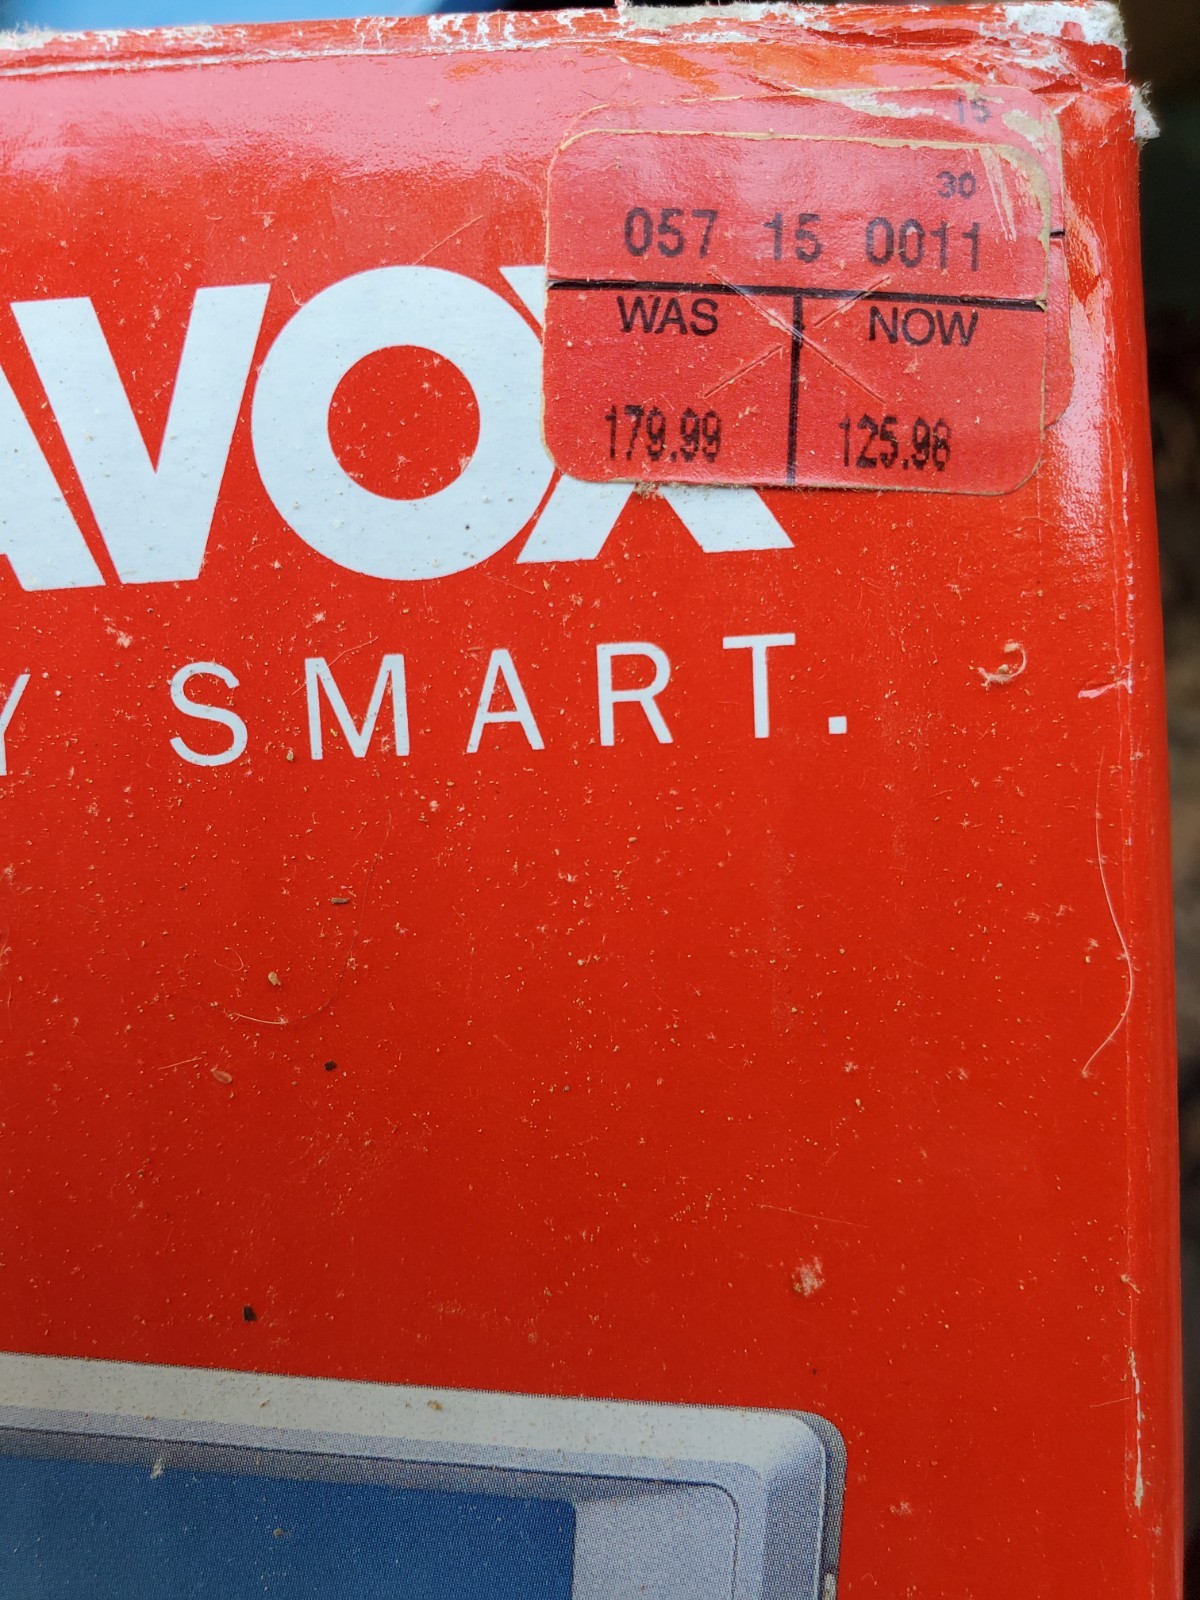 15
30
057 15 0011
WAS NOW
179.99 125.98
AVOX
Y SMART.